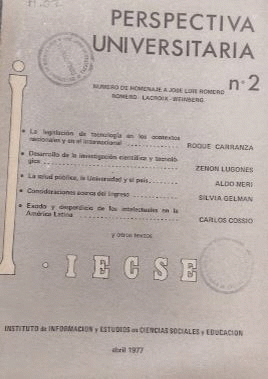 PERSPECTIVA
UNIVERSITARIA
nº2
NUMERO DE HOMENAJE A JOSE LUIS ROMERO
ROMERO - LACROIX - WEINBERG
• La legislación de tecnología en los contextos
nacionales y en el internacional ............ ROQUE CARRANZA
• Desarrollo de la investigación científica y tecnoló-
gica ............ ZENON LUGONES
• La salud pública, la Universidad y el país ....... ALDO NERI
• Consideraciones acerca del Ingreso ............ SILVIA GELMAN
• Exodo y desperdicio de los intelectuales en la
América Latina ............ CARLOS COSSIO
y otros textos
i
• IECSE
INSTITUTO de INFORMACION y ESTUDIOS en CIENCIAS SOCIALES y EDUCACION
abril 1977